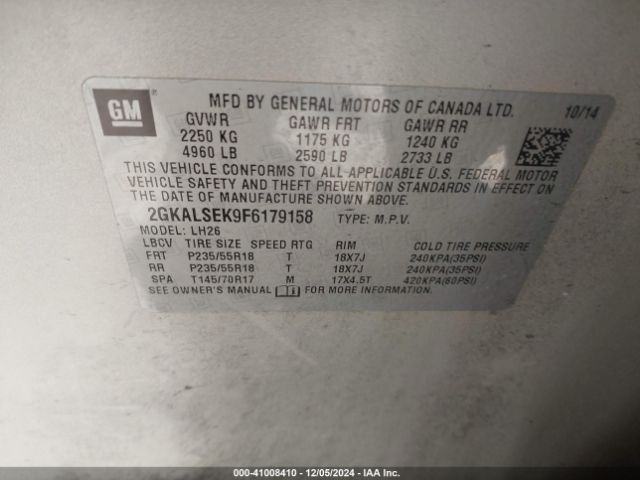 GM
®
MFD BY GENERAL MOTORS OF CANADA LTD. 10/14
GVWR GAWR FRT GAWR RR
2250 KG 1175 KG 1240 KG
4960 LB 2590 LB 2733 LB
THIS VEHICLE CONFORMS TO ALL APPLICABLE U.S. FEDERAL MOTOR
VEHICLE SAFETY AND THEFT PREVENTION STANDARDS IN EFFECT ON
THE DATE OF MANUFACTURE SHOWN ABOVE.
2GKALSEK9F6179158 TYPE: M.P.V.
MODEL: LH26
LBCV TIRE SIZE SPEED RTG RIM COLD TIRE PRESSURE
FRT P235/55R18 T 18X7J 240KPA(35PSI)
RR P235/55R18 T 18X7J 240KPA(35PSI)
SPA T145/70R17 M 17X4.5T 420KPA(60PSI)
SEE OWNER'S MANUAL FOR MORE INFORMATION.
000-41008410 - 12/05/2024 - IAA Inc.